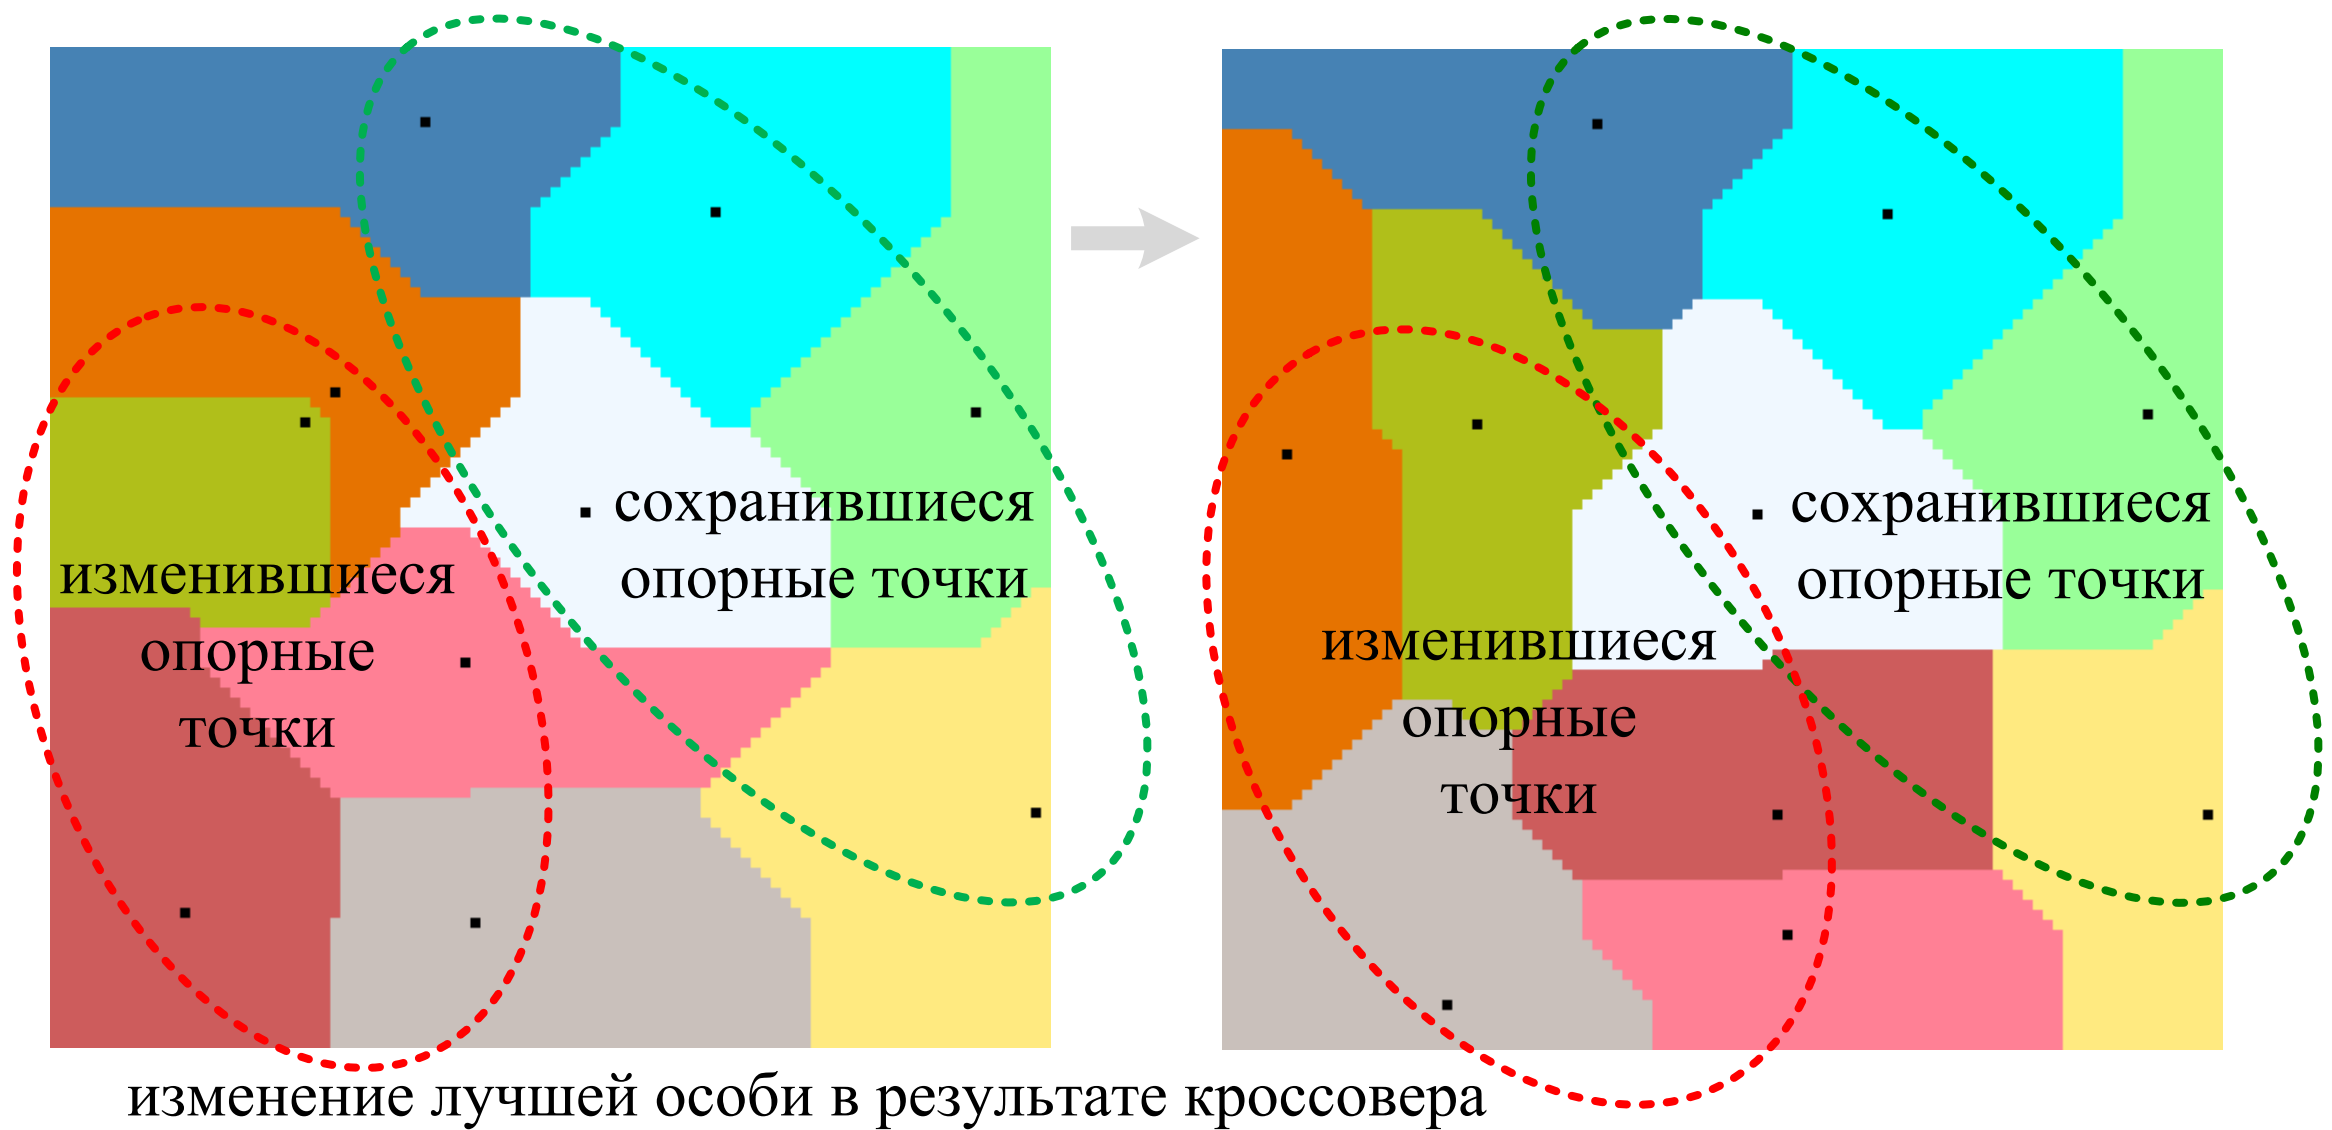 сохранившиеся
опорные точки
изменившиеся
опорные
точки
сохранившиеся
опорные точки
изменившиеся
опорные
точки
изменение лучшей особи в результате кроссовера